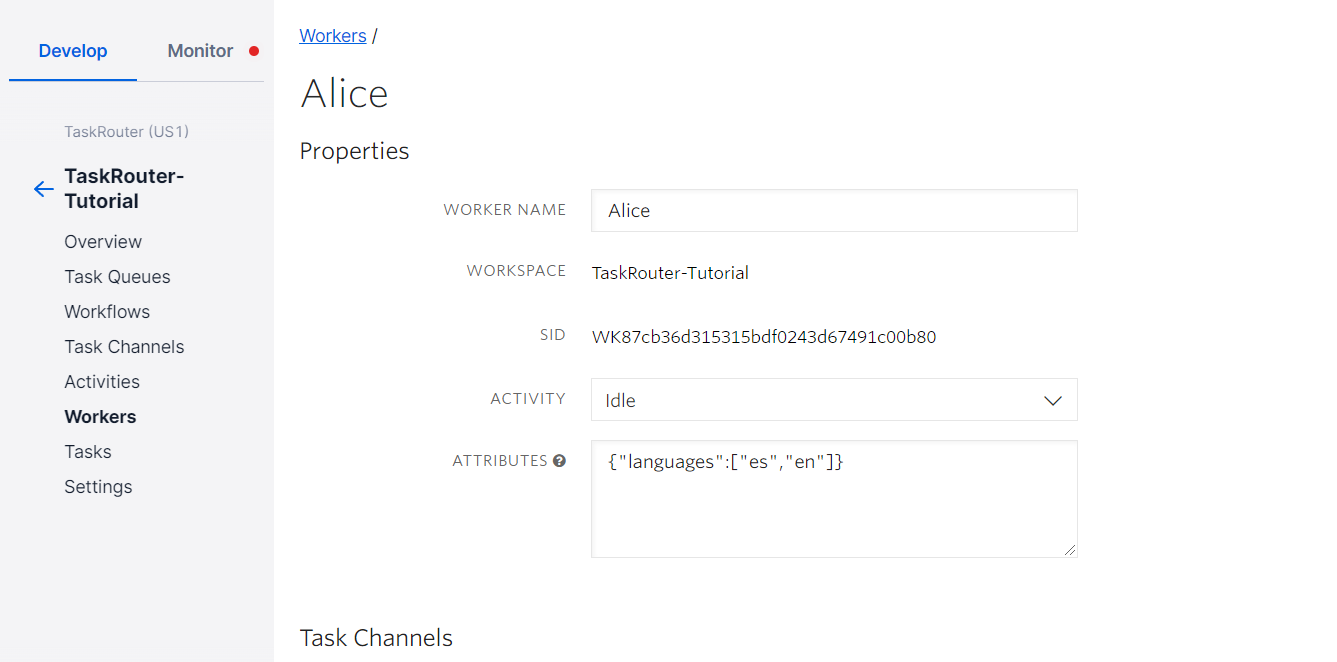 Develop
Monitor
TaskRouter (US1)
TaskRouter-
Tutorial
Overview
Task Queues
Workflows
Task Channels
Activities
Workers
Tasks
Settings
Workers /
Alice
Properties
WORKER NAME
Alice
WORKSPACE
TaskRouter-Tutorial
SID
WK87cb36d315315bdf0243d67491c00b80
ACTIVITY
Idle
ATTRIBUTES ?
{"languages":["es","en"]}
Task Channels